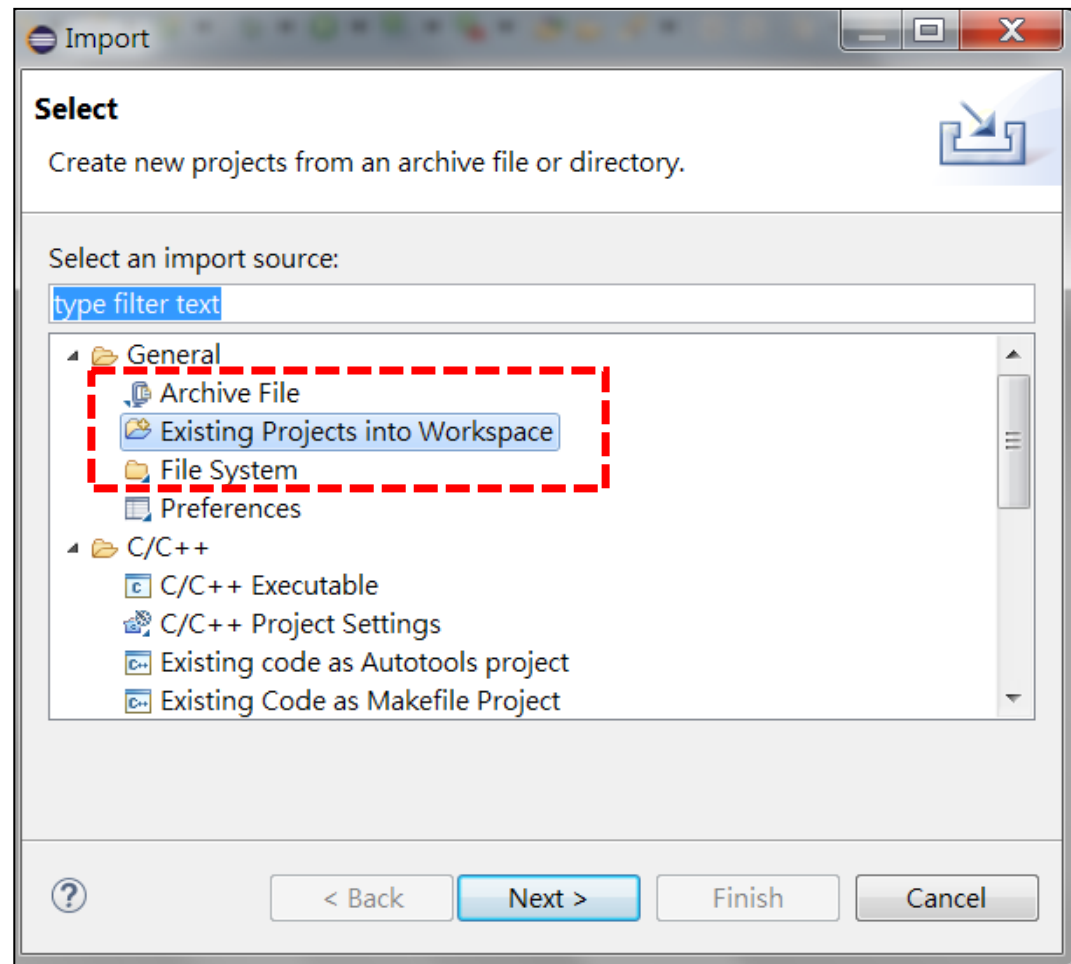 Import
Select
Create new projects from an archive file or directory.
Select an import source:
type filter text
General
Archive File
Existing Projects into Workspace
File System
Preferences
C/C++
C/C++ Executable
C/C++ Project Settings
Existing code as Autotools project
Existing Code as Makefile Project
? < Back Next > Finish Cancel